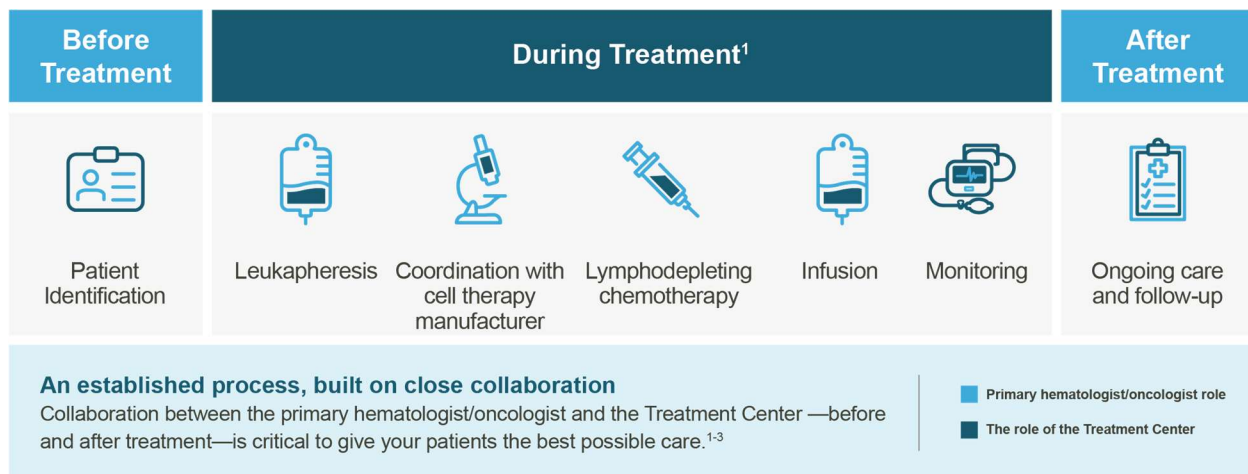 Before
Treatment
During Treatment¹
After
Treatment
Patient
Identification
Leukapheresis
Coordination with
cell therapy
manufacturer
Lymphodepleting
chemotherapy
Infusion
Monitoring
Ongoing care
and follow-up
An established process, built on close collaboration
Collaboration between the primary hematologist/oncologist and the Treatment Center —before
and after treatment—is critical to give your patients the best possible care.¹⁻³
Primary hematologist/oncologist role
The role of the Treatment Center